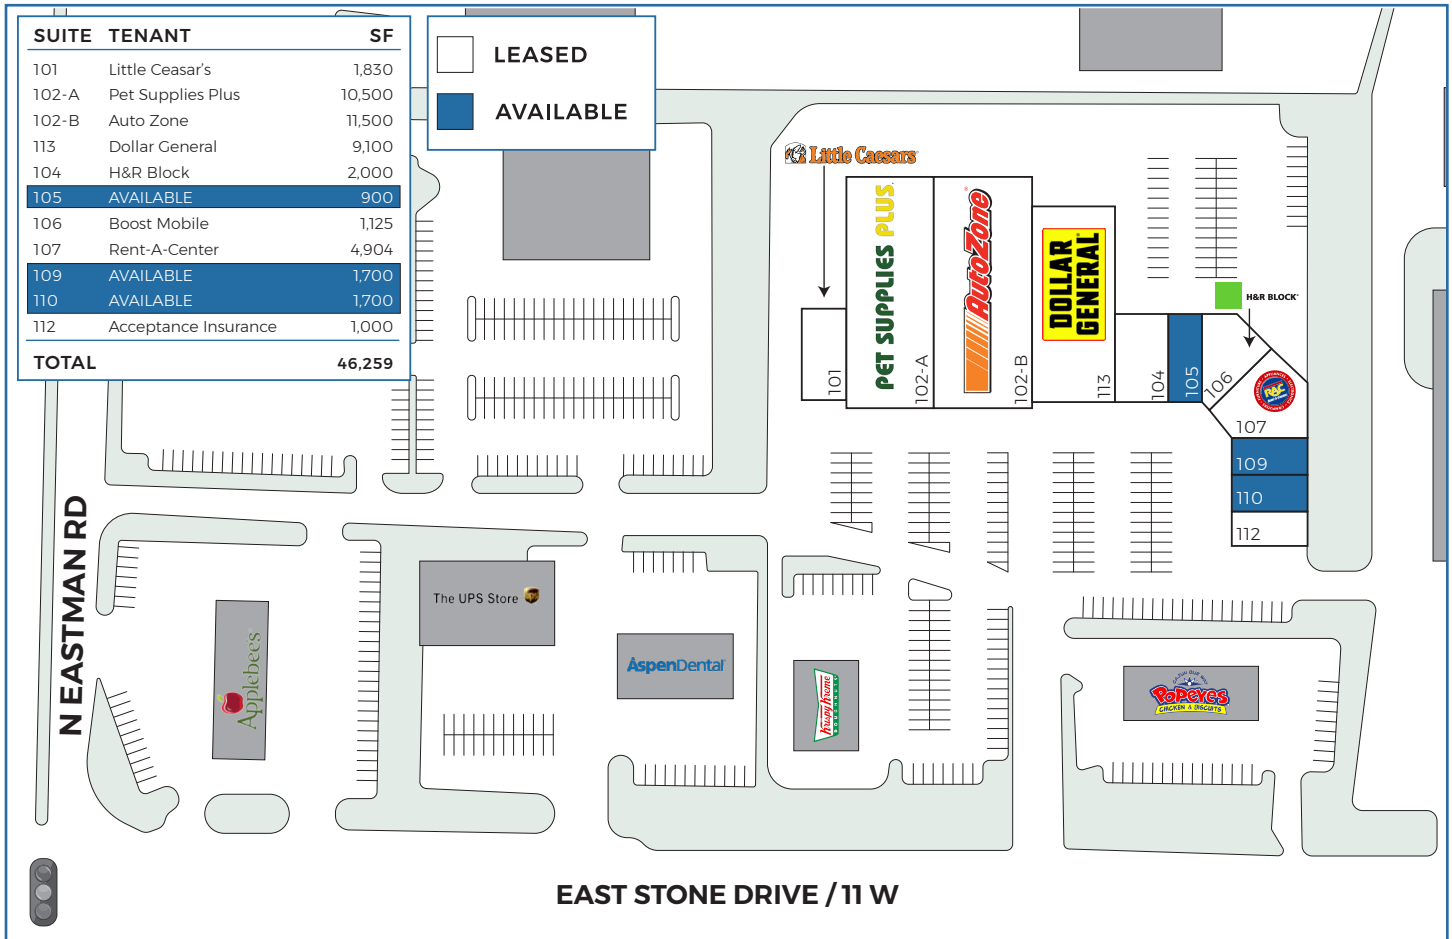 SUITE TENANT SF
101 Little Ceasar's 1,830
102-A Pet Supplies Plus 10,500
102-B Auto Zone 11,500
113 Dollar General 9,100
104 H&R Block 2,000
105 AVAILABLE 900
106 Boost Mobile 1,125
107 Rent-A-Center 4,904
109 AVAILABLE 1,700
110 AVAILABLE 1,700
112 Acceptance Insurance 1,000
TOTAL 46,259
LEASED
AVAILABLE
Little Caesars
PET SUPPLIES PLUS
AutoZone
DOLLAR
GENERAL
H&R BLOCK
101
102-A
102-B
113
104
105
106
RAC
107
109
110
112
N EASTMAN RD
Applebee's
The UPS Store
AspenDental
Krispy Kreme
DOUGHNUTS
POPEYES
CHICKEN & BISCUITS
EAST STONE DRIVE / 11 W